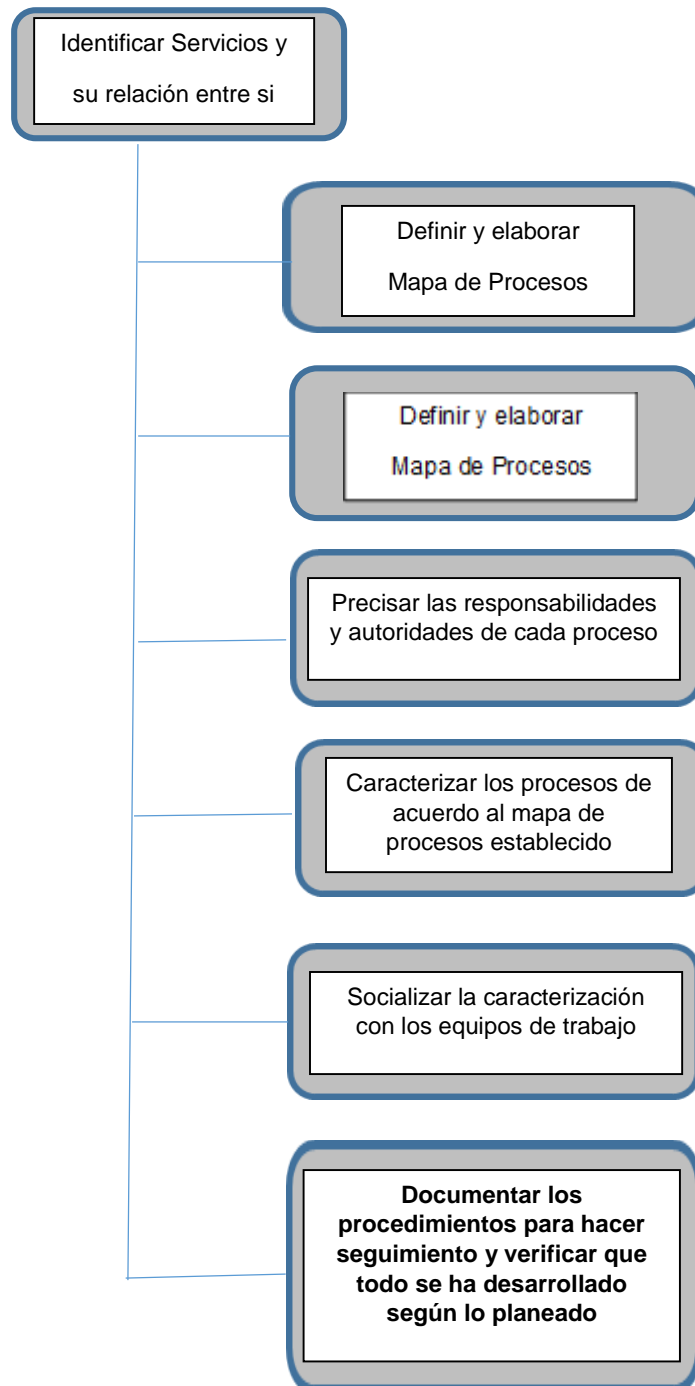 Identificar Servicios y
su relación entre si
Definir y elaborar
Mapa de Procesos
Definir y elaborar
Mapa de Procesos
Precisar las responsabilidades
y autoridades de cada proceso
Caracterizar los procesos de
acuerdo al mapa de
procesos establecido
Socializar la caracterización
con los equipos de trabajo
Documentar los
procedimientos para hacer
seguimiento y verificar que
todo se ha desarrollado
según lo planeado